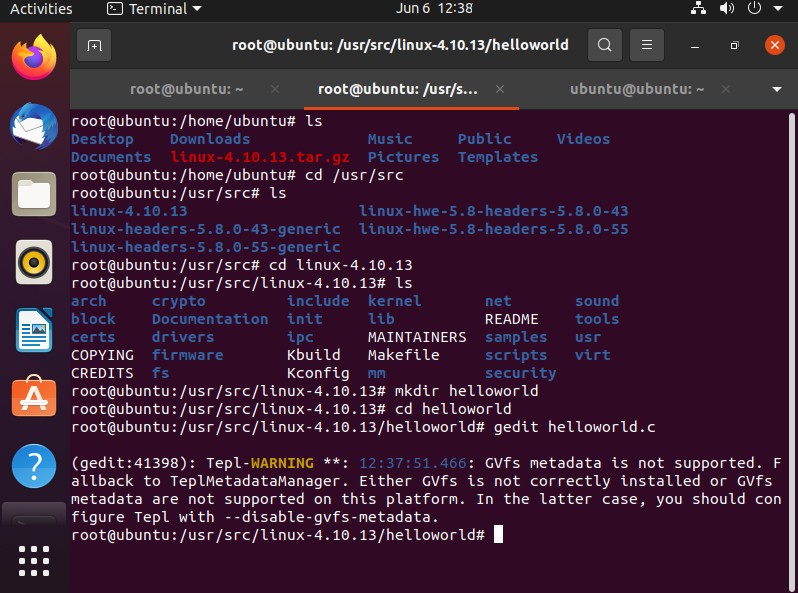 Activities Terminal Jun 6 12:38
root@ubuntu: /usr/src/linux-4.10.13/helloworld
root@ubuntu: ~ root@ubuntu: /usr/s... ubuntu@ubuntu: ~
root@ubuntu:/home/ubuntu# ls
Desktop Downloads Music Public Videos
Documents linux-4.10.13.tar.gz Pictures Templates
root@ubuntu:/home/ubuntu# cd /usr/src
root@ubuntu:/usr/src# ls
linux-4.10.13 linux-hwe-5.8-headers-5.8.0-43
linux-headers-5.8.0-43-generic linux-hwe-5.8-headers-5.8.0-55
linux-headers-5.8.0-55-generic
root@ubuntu:/usr/src# cd linux-4.10.13
root@ubuntu:/usr/src/linux-4.10.13# ls
arch crypto include kernel net sound
block Documentation init lib README tools
certs drivers ipc MAINTAINERS samples usr
COPYING firmware Kbuild Makefile scripts virt
CREDITS fs Kconfig mm security
root@ubuntu:/usr/src/linux-4.10.13# mkdir helloworld
root@ubuntu:/usr/src/linux-4.10.13# cd helloworld
root@ubuntu:/usr/src/linux-4.10.13/helloworld# gedit helloworld.c
(gedit:41398): Tepl-WARNING **: 12:37:51.466: GVfs metadata is not supported. F
allback to TeplMetadataManager. Either GVfs is not correctly installed or GVfs
metadata are not supported on this platform. In the latter case, you should con
figure Tepl with --disable-gvfs-metadata.
root@ubuntu:/usr/src/linux-4.10.13/helloworld#